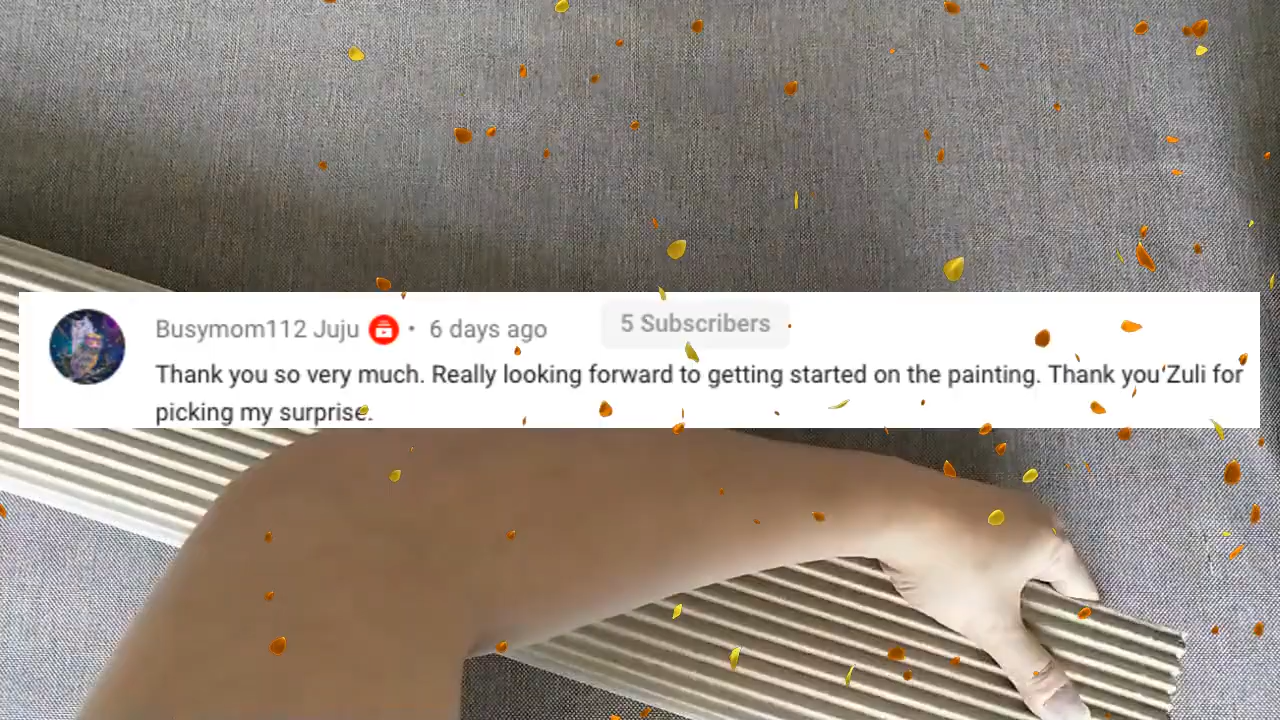 Busymom112 Juju • 6 days ago 5 Subscribers
Thank you so very much. Really looking forward to getting started on the painting. Thank you Zuli for
picking my surprise.